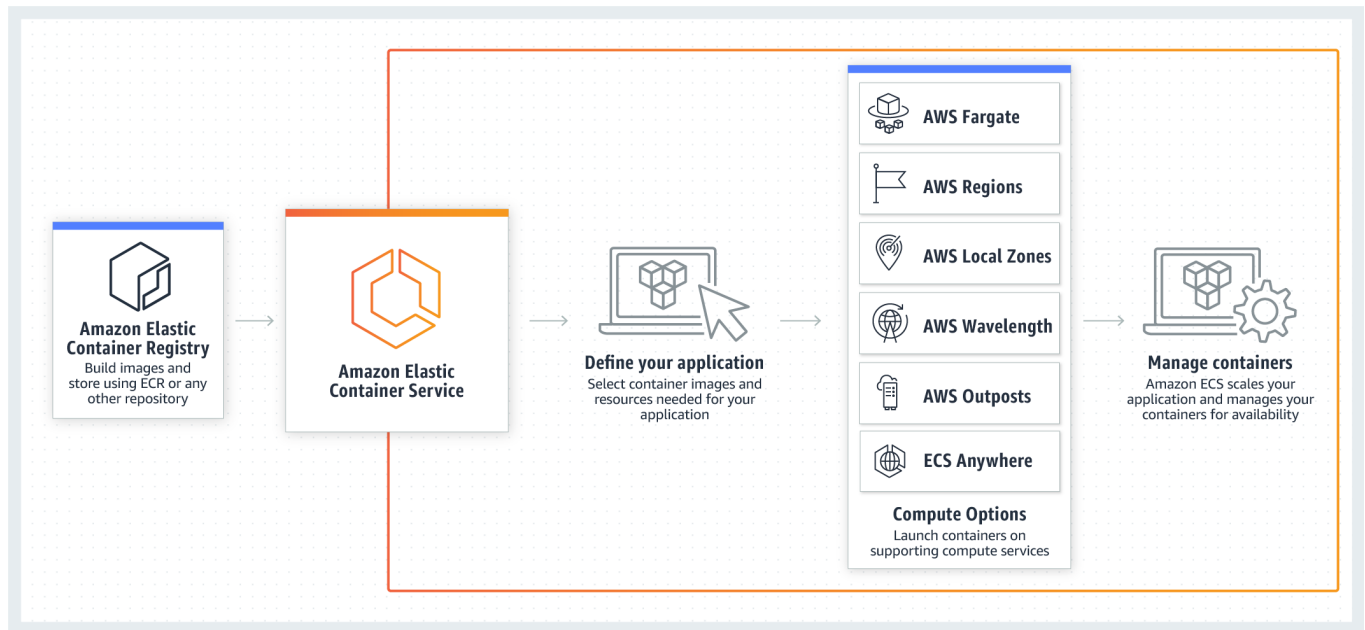 Amazon Elastic
Container Registry
Build images and
store using ECR or any
other repository
Amazon Elastic
Container Service
Define your application
Select container images and
resources needed for your
application
AWS Fargate
AWS Regions
AWS Local Zones
AWS Wavelength
AWS Outposts
ECS Anywhere
Compute Options
Launch containers on
supporting compute services
Manage containers
Amazon ECS scales your
application and manages your
containers for availability